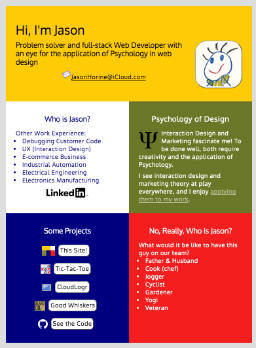 Hi, I'm Jason
Problem solver and full-stack Web Developer with
an eye for the application of Psychology in web
design
JasonHorine@iCloud.com
Who is Jason?
Other Work Experience:
Debugging Customer Code
UX (Interaction Design)
E-commerce Business
Industrial Automation
Electrical Engineering
Electronics Manufacturing
LinkedIn
Psychology of Design
Ψ
Interaction Design and
Marketing fascinate me! To
be done well, both require
creativity and the application of
Psychology.
I see interaction design and
marketing theory at play
everywhere, and I enjoy applying
them to my work.
Some Projects
This Site!
Tic-Tac-Toe
CloudLogr
Good Whiskers
See the Code
No, Really, Who is Jason?
What would it be like to have this
guy on our team?
Father & Husband
Cook (chef)
Jogger
Cyclist
Gardener
Yogi
Veteran